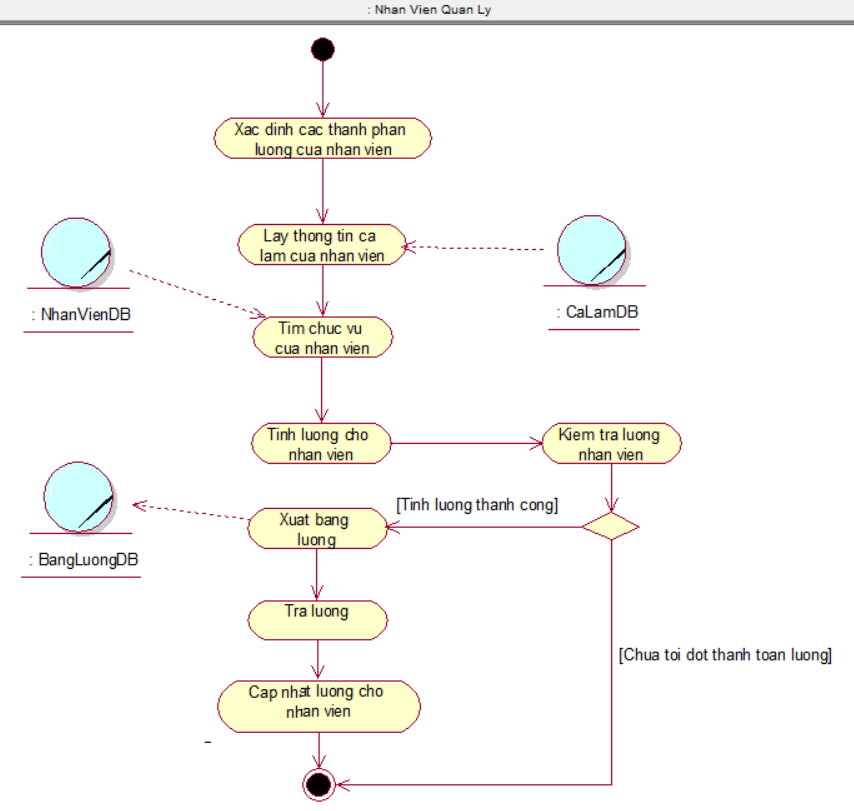 : Nhan Vien Quan Ly
Xac dinh cac thanh phan
luong cua nhan vien
Lay thong tin ca
lam cua nhan vien
: NhanVienDB
: CaLamDB
Tim chuc vu
cua nhan vien
Tinh luong cho
nhan vien
Kiem tra luong
nhan vien
[Tinh luong thanh cong]
Xuat bang
luong
: BangLuongDB
Tra luong
[Chua toi dot thanh toan luong]
Cap nhat luong cho
nhan vien